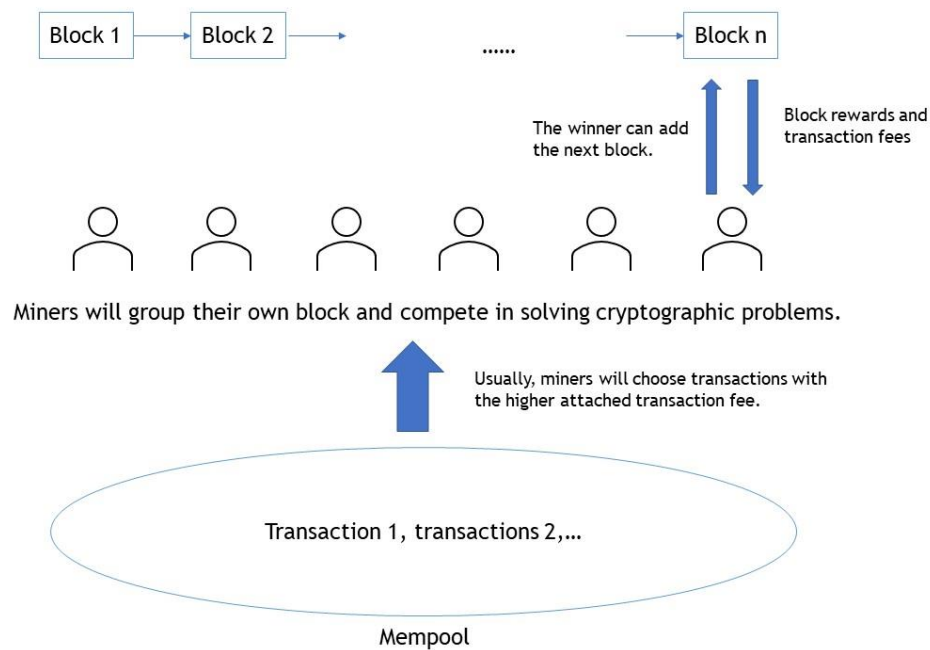 Block 1
Block 2
......
Block n
The winner can add
the next block.
Block rewards and
transaction fees
Miners will group their own block and compete in solving cryptographic problems.
Usually, miners will choose transactions with
the higher attached transaction fee.
Transaction 1, transactions 2,...
Mempool